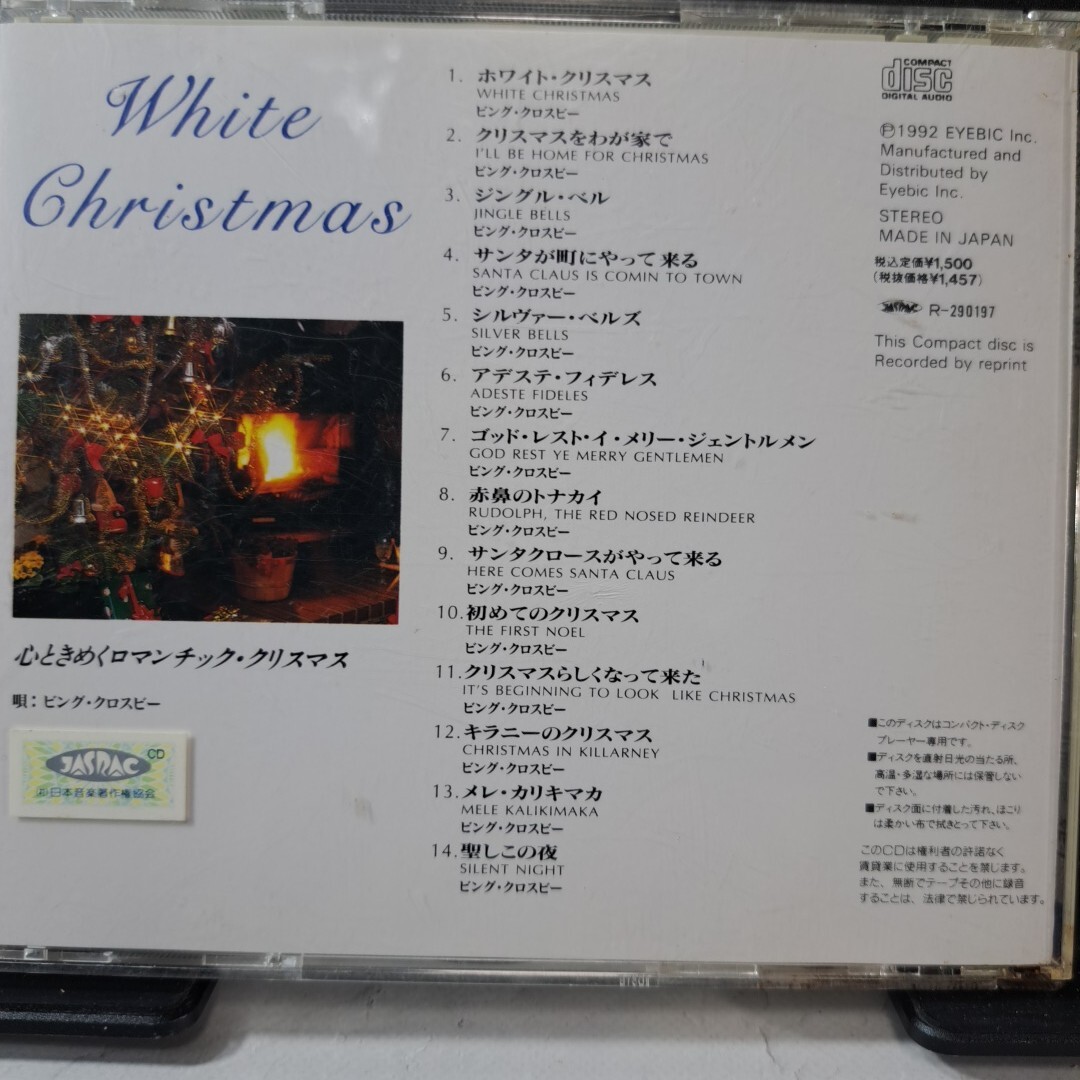 White
Christmas
心ときめくロマンチック・クリスマス
唄：ビング・クロスビー
JASRAC
CD
日本音楽著作権協会
1. ホワイト・クリスマス
WHITE CHRISTMAS
ビング・クロスビー
2. クリスマスをわが家で
I'LL BE HOME FOR CHRISTMAS
ビング・クロスビー
3. ジングル・ベル
JINGLE BELLS
ビング・クロスビー
4. サンタが町にやって来る
SANTA CLAUS IS COMIN TO TOWN
ビング・クロスビー
5. シルヴァー・ベルズ
SILVER BELLS
ビング・クロスビー
6. アデステ・フィデレス
ADESTE FIDELES
ビング・クロスビー
7. ゴッド・レスト・イ・メリー・ジェントルメン
GOD REST YE MERRY GENTLEMEN
ビング・クロスビー
8. 赤鼻のトナカイ
RUDOLPH, THE RED NOSED REINDEER
ビング・クロスビー
9. サンタクロースがやって来る
HERE COMES SANTA CLAUS
ビング・クロスビー
10. 初めてのクリスマス
THE FIRST NOEL
ビング・クロスビー
11. クリスマスらしくなって来た
IT'S BEGINNING TO LOOK LIKE CHRISTMAS
ビング・クロスビー
12. キラニーのクリスマス
CHRISTMAS IN KILLARNEY
ビング・クロスビー
13. メレ・カリキマカ
MELE KALIKIMAKA
ビング・クロスビー
14. 聖しこの夜
SILENT NIGHT
ビング・クロスビー
COMPACT
disc
DIGITAL AUDIO
Ⓟ1992 EYEBIC Inc.
Manufactured and
Distributed by
Eyebic Inc.
STEREO
MADE IN JAPAN
税込定価¥1,500
(税抜価格¥1,457)
JASRAC R-290197
This Compact disc is
Recorded by reprint
■このディスクはコンパクト・ディスク
プレーヤー専用です。
■ディスクを直射日光の当たる所、
高温・多湿な場所には保管しない
で下さい。
■ディスク面に付着した汚れ、ほこり
は柔かい布で拭きとって下さい。
このCDは権利者の許諾なく
賃貸業に使用することを禁じます。
また、無断でテープその他に録音
することは、法律で禁じられています。
disc